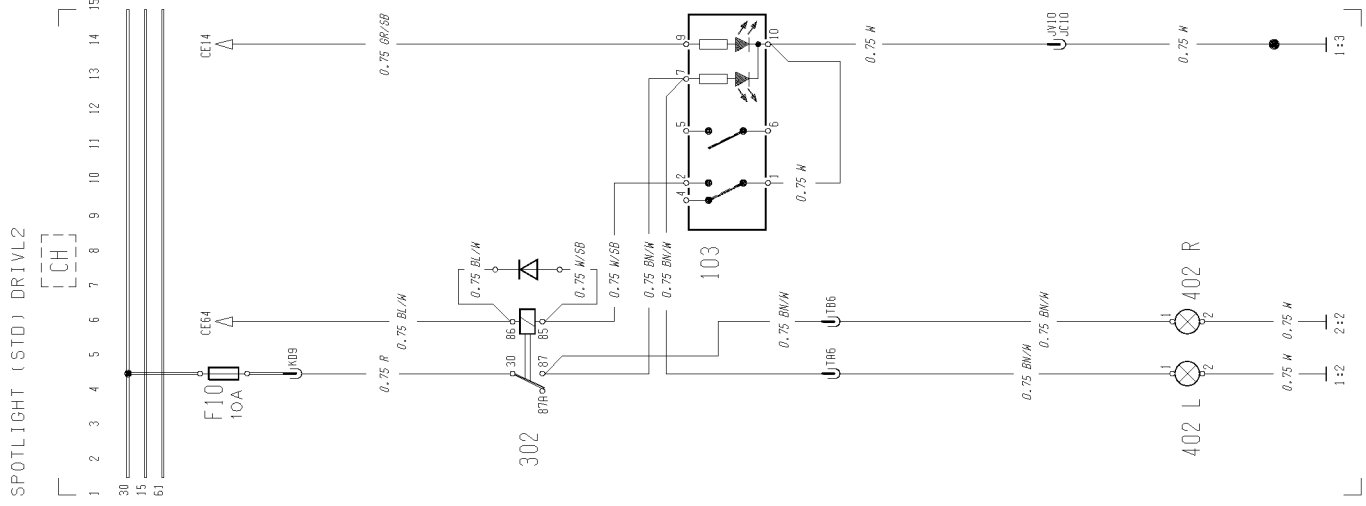 SPOTLIGHT (STD) DRIVL2
CH
1 2 3 4 5 6 7 8 9 10 11 12 13 14 15
30
15
61
F10
10A
KD9
CE64
CE14
0.75 R
0.75 BL/W
0.75 GR/SB
302
30
87
87A
86
85
0.75 BL/W
0.75 W/SB
0.75 W/SB
0.75 BN/W
0.75 BN/W
103
4
2
5
7
9
1
6
10
0.75 W
0.75 W
JV10
JC10
0.75 W
1:3
0.75 BN/W
TA6
TB6
0.75 BN/W
0.75 BN/W
402 L
1
2
402 R
1
2
0.75 W
0.75 W
1:2
2:2